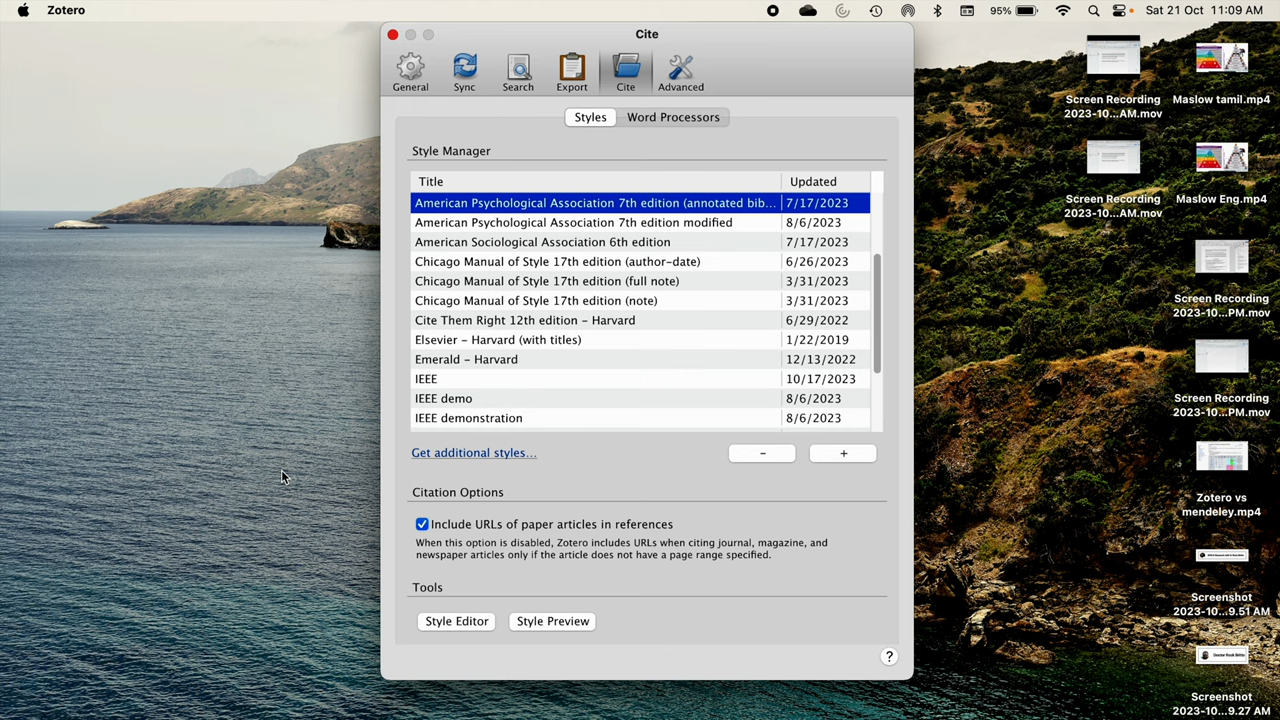 Zotero
95%
Sat 21 Oct 11:09 AM
Cite
General
Sync
Search
Export
Cite
Advanced
Styles
Word Processors
Style Manager
Title
Updated
American Psychological Association 7th edition (annotated bib... 7/17/2023
American Psychological Association 7th edition modified 8/6/2023
American Sociological Association 6th edition 7/17/2023
Chicago Manual of Style 17th edition (author-date) 5/26/2023
Chicago Manual of Style 17th edition (full note) 3/31/2023
Chicago Manual of Style 17th edition (note) 3/31/2023
Cite Them Right 12th edition - Harvard 6/29/2022
Elsevier - Harvard (with titles) 1/22/2019
Emerald - Harvard 12/13/2022
IEEE 10/17/2023
IEEE demo 8/6/2023
IEEE demonstration 8/6/2023
Get additional styles...
-
+
Citation Options
Include URLs of paper articles in references
When this option is disabled, Zotero includes URLs when citing journal, magazine, and
newspaper articles only if the article does not have a page range specified.
Tools
Style Editor
Style Preview
?
Screen Recording
2023-10...AM.mov
Maslow tamil.mp4
Screen Recording
2023-10...AM.mov
Maslow Eng.mp4
Screen Recording
2023-10...PM.mov
Screen Recording
2023-10...PM.mov
Zotero vs
mendeley.mp4
Screenshot
2023-10...9.51 AM
Doctor Rock Britto
Screenshot
2023-10...9.27 AM